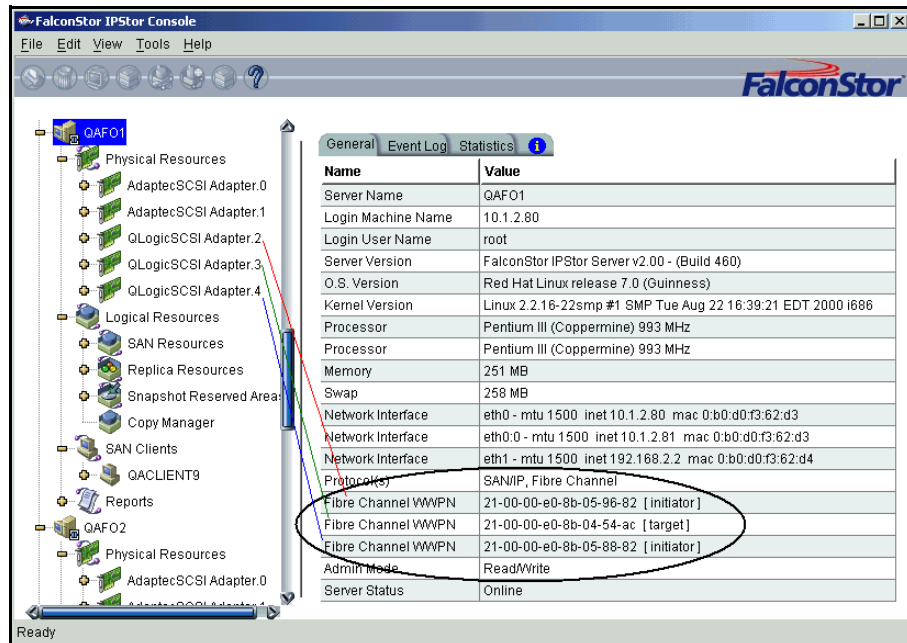 FalconStor IPStor Console
File Edit View Tools Help
FalconStor
QAFO1
Physical Resources
AdaptecSCSI Adapter.0
AdaptecSCSI Adapter.1
QLogicSCSI Adapter.2
QLogicSCSI Adapter.3
QLogicSCSI Adapter.4
Logical Resources
SAN Resources
Replica Resources
Snapshot Reserved Area
Copy Manager
SAN Clients
QACLIENT9
Reports
QAFO2
Physical Resources
AdaptecSCSI Adapter.0
General Event Log Statistics
Name Value
Server Name QAFO1
Login Machine Name 10.1.2.80
Login User Name root
Server Version FalconStor IPStor Server v2.00 - (Build 460)
O.S. Version Red Hat Linux release 7.0 (Guinness)
Kernel Version Linux 2.2.16-22smp #1 SMP Tue Aug 22 16:39:21 EDT 2000 i686
Processor Pentium III (Coppermine) 993 MHz
Processor Pentium III (Coppermine) 993 MHz
Memory 251 MB
Swap 258 MB
Network Interface eth0 - mtu 1500 inet 10.1.2.80 mac 0:b0:d0:f3:62:d3
Network Interface eth0:0 - mtu 1500 inet 10.1.2.81 mac 0:b0:d0:f3:62:d3
Network Interface eth1 - mtu 1500 inet 192.168.2.2 mac 0:b0:d0:f3:62:d4
Protocol(s) SAN/IP, Fibre Channel
Fibre Channel WWPN 21-00-00-e0-8b-05-96-82 [initiator]
Fibre Channel WWPN 21-00-00-e0-8b-04-54-ac [target]
Fibre Channel WWPN 21-00-00-e0-8b-05-88-82 [initiator]
Admin Mode Read/Write
Server Status Online
Ready